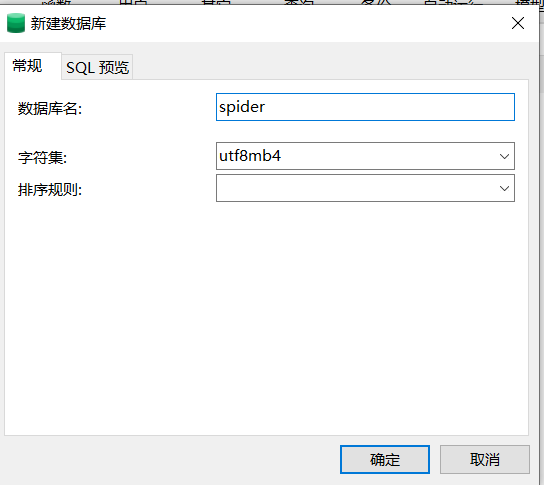 新建数据库
常规
SQL 预览
数据库名:
spider
字符集:
utf8mb4
排序规则:
确定
取消